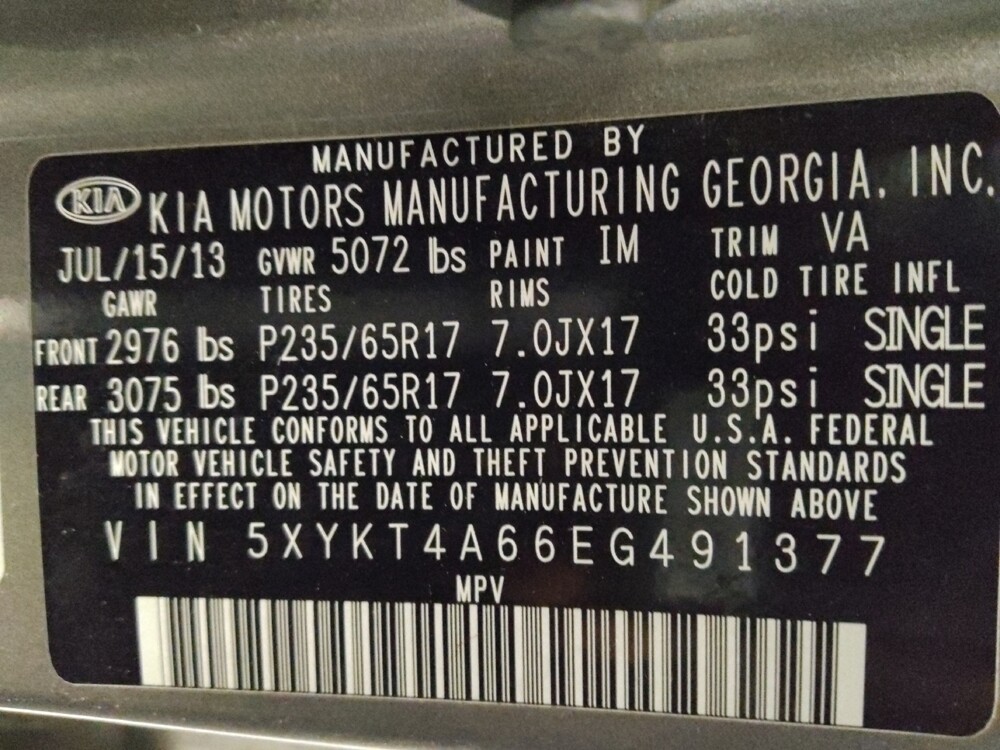 MANUFACTURED BY
KIA KIA MOTORS MANUFACTURING GEORGIA, INC.
JUL/15/13 GVWR 5072 lbs PAINT IM TRIM VA
GAWR TIRES RIMS COLD TIRE INFL
FRONT 2976 lbs P235/65R17 7.0JX17 33psi SINGLE
REAR 3075 lbs P235/65R17 7.0JX17 33psi SINGLE
THIS VEHICLE CONFORMS TO ALL APPLICABLE U.S.A. FEDERAL
MOTOR VEHICLE SAFETY AND THEFT PREVENTION STANDARDS
IN EFFECT ON THE DATE OF MANUFACTURE SHOWN ABOVE
VIN 5XYKT4A66EG491377
MPV